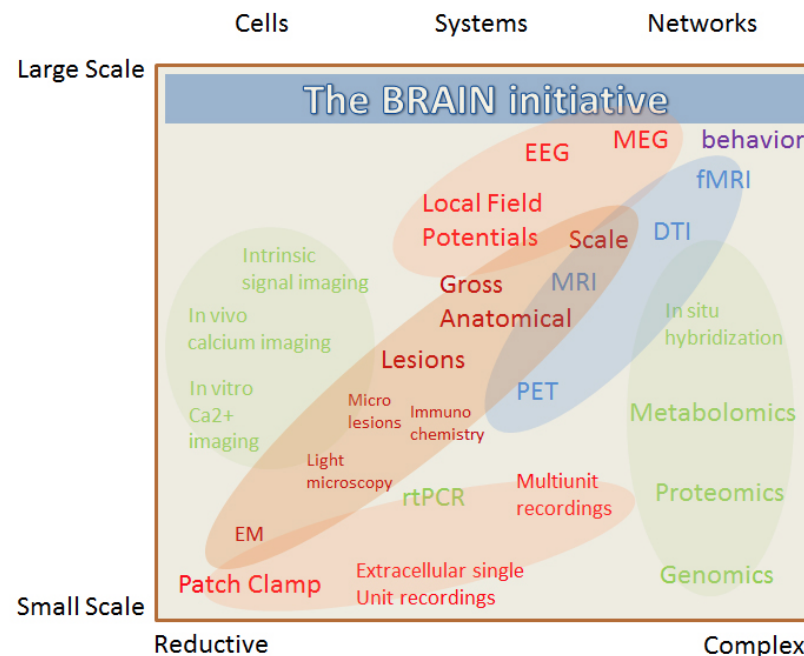 Cells Systems Networks
Large Scale
The BRAIN initiative
EEG MEG behavior
fMRI
Local Field
Potentials Scale DTI
Intrinsic
signal imaging
Gross MRI
Anatomical
In vivo
calcium imaging
In situ
hybridization
Lesions
In vitro
Ca2+
imaging
Micro
lesions
Immuno
chemistry
PET
Metabolomics
Light
microscopy
rtPCR
Multiunit
recordings
Proteomics
EM
Patch Clamp
Extracellular single
Unit recordings
Genomics
Small Scale
Reductive Complex